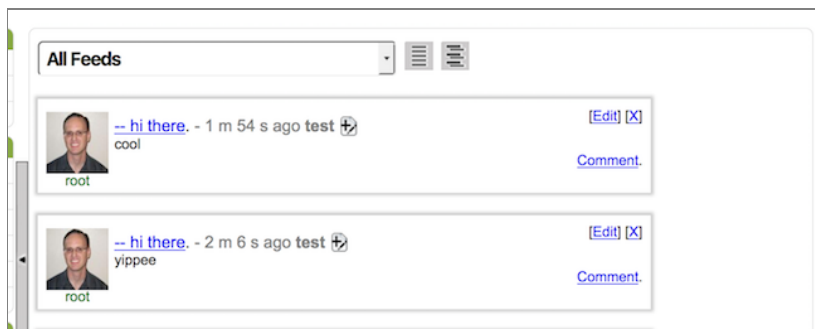 All Feeds
-- hi there. - 1 m 54 s ago test
[Edit] [X]
cool
Comment.
root
-- hi there. - 2 m 6 s ago test
[Edit] [X]
yippee
Comment.
root